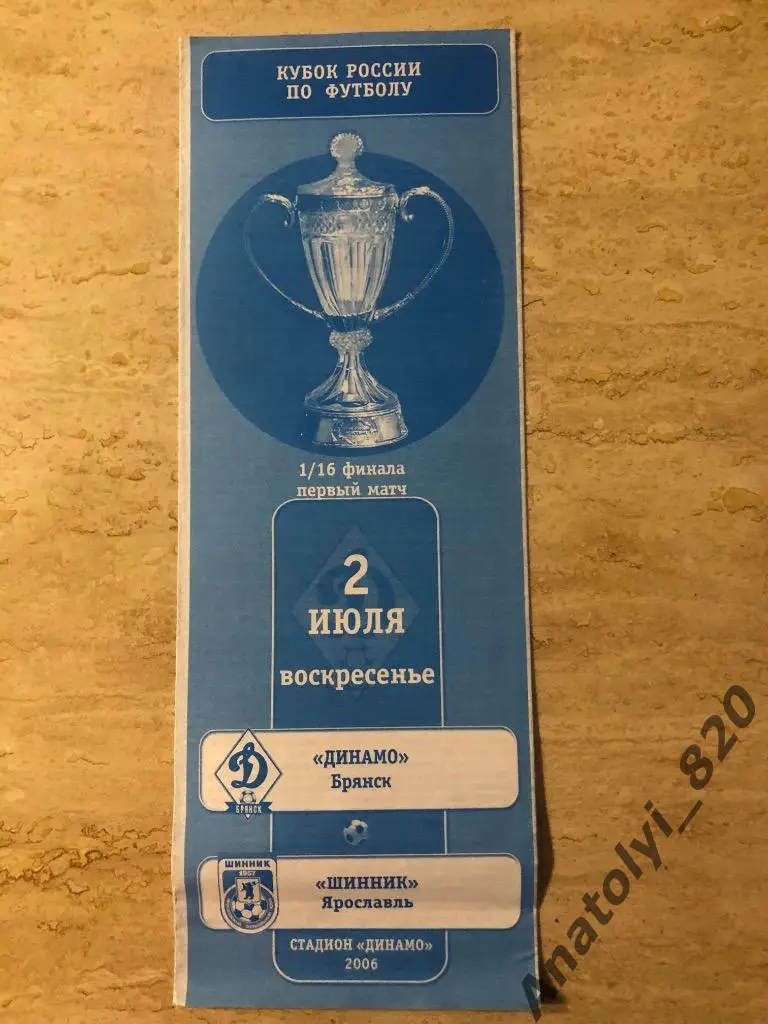 КУБОК РОССИИ
ПО ФУТБОЛУ
1/16 финала
первый матч
2
ИЮЛЯ
воскресенье
«ДИНАМО»
Брянск
Д
БРЯНСК
«ШИННИК»
Ярославль
ШИННИК
1957
СТАДИОН «ДИНАМО»
2006
Anatolyi_820